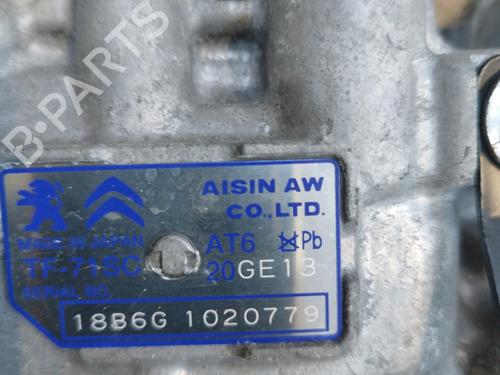 B-PARTS
AISIN AW
CO.,LTD.
MADE IN JAPAN
AT6 Pb
TF-71SC
20GE13
SERIAL NO.
18B6G 1020779